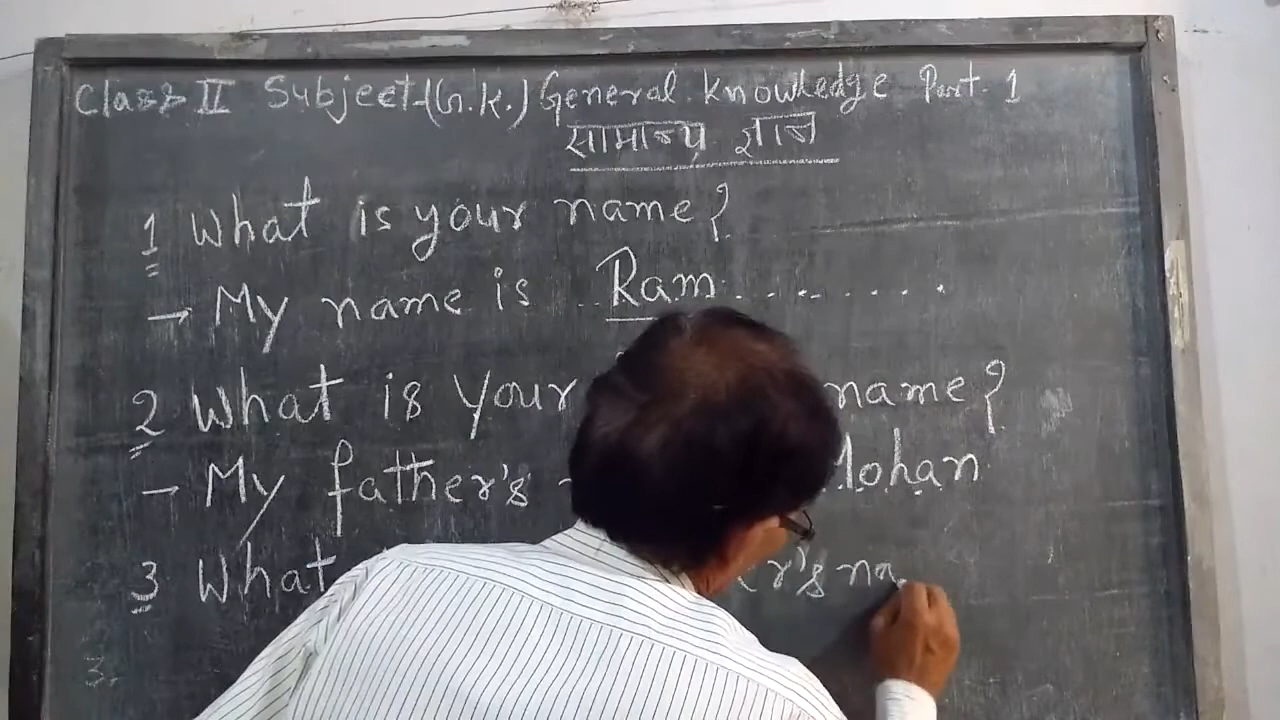 Class II Subject-(G.K.) General Knowledge Part-1
सामान्य ज्ञान
1 What is your name?
→ My name is ..Ram........
2 What is your name?
→ My father's Mohan
3 What r's na
3.